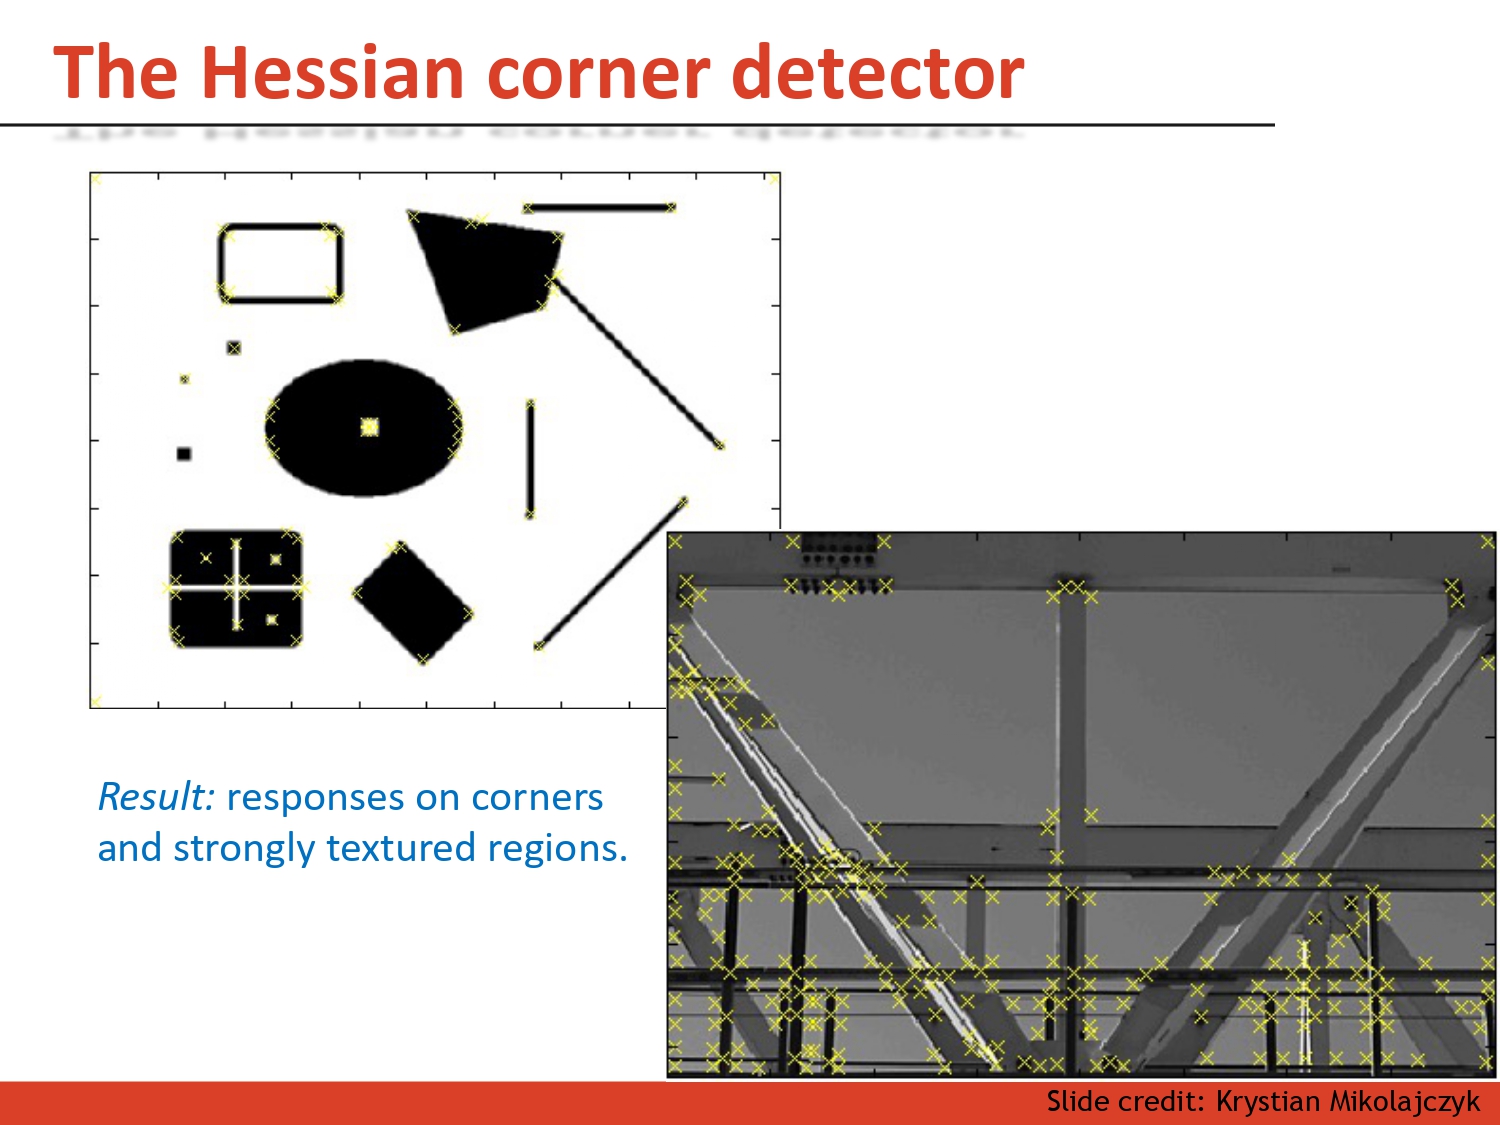 The Hessian corner detector
Result: responses on corners
and strongly textured regions.
Slide credit: Krystian Mikolajczyk